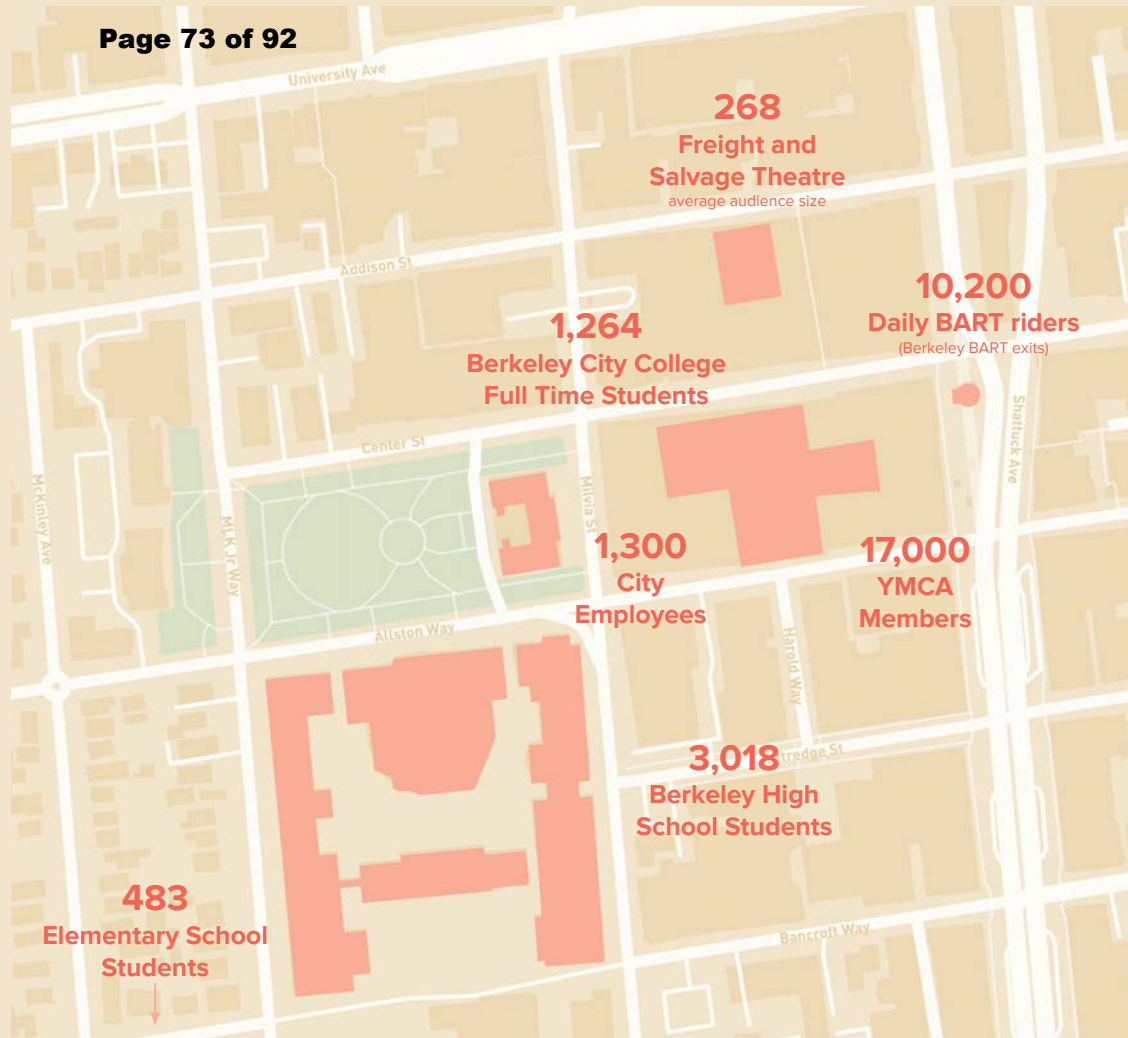 Page 73 of 92
University Ave
268
Freight and
Salvage Theatre
average audience size
Addison St
10,200
Daily BART riders
(Berkeley BART exits)
1,264
Berkeley City College
Full Time Students
Center St
Shattuck Ave
McKinley Ave
MLK Jr Way
Milvia St
1,300
City
Employees
17,000
YMCA
Members
Allston Way
Harold Way
3,018
tredge St
Berkeley High
School Students
483
Elementary School
Students
Bancroft Way